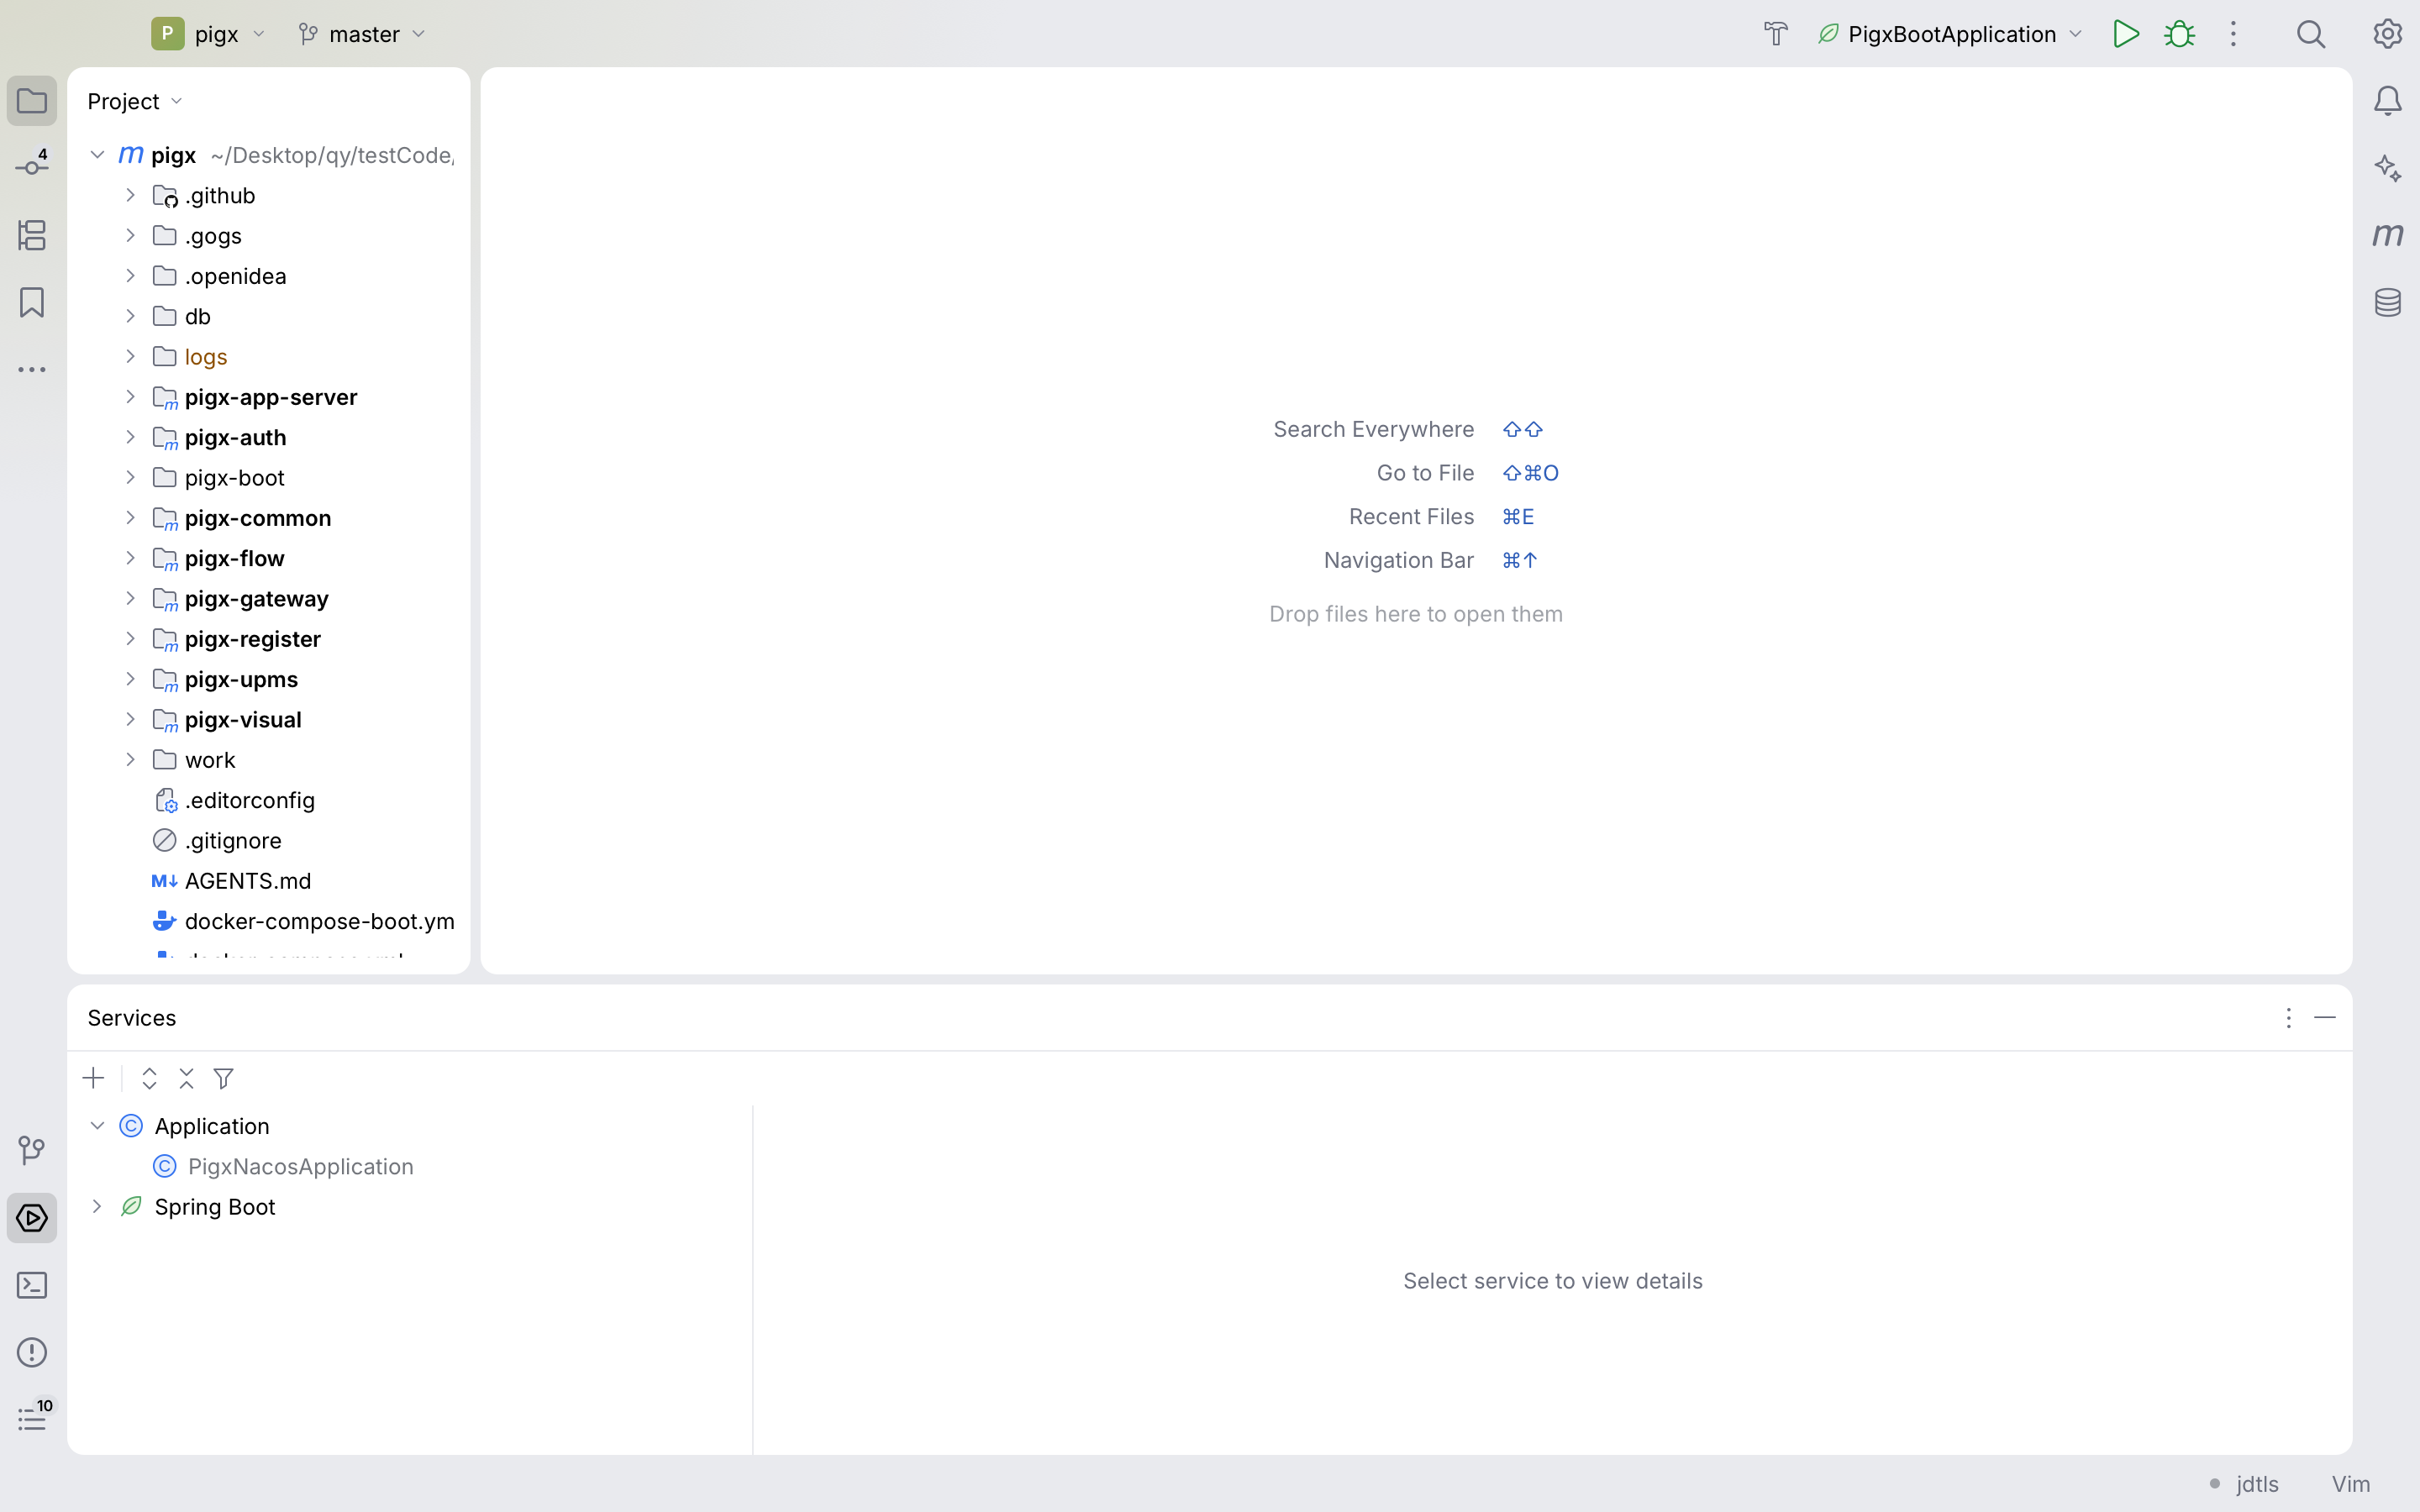 P pigx master PigxBootApplication
Project
4
m pigx ~/Desktop/qy/testCode
.github
.gogs
.openidea
db
logs
pigx-app-server
pigx-auth
pigx-boot
pigx-common
pigx-flow
pigx-gateway
pigx-register
pigx-upms
pigx-visual
work
.editorconfig
.gitignore
AGENTS.md
docker-compose-boot.ym
Search Everywhere ⇧⇧
Go to File ⇧⌘O
Recent Files ⌘E
Navigation Bar ⌘↑
Drop files here to open them
m
Services
Application
PigxNacosApplication
Spring Boot
Select service to view details
10
jdtls Vim